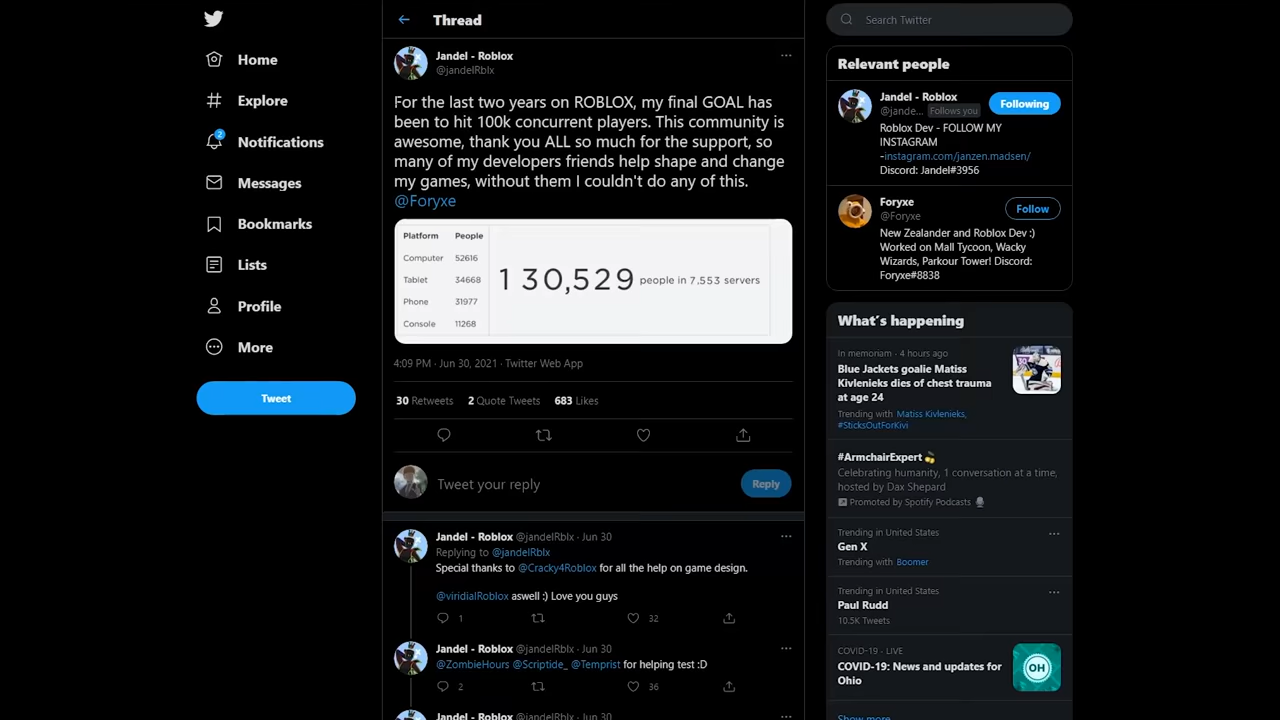 Home
Explore
2
Notifications
Messages
Bookmarks
Lists
Profile
More
Tweet
Thread
Jandel - Roblox
@jandelRblx
For the last two years on ROBLOX, my final GOAL has
been to hit 100k concurrent players. This community is
awesome, thank you ALL so much for the support, so
many of my developers friends help shape and change
my games, without them I couldn't do any of this.
@Foryxe
Platform People
Computer 52616
Tablet 34668
Phone 31977
Console 11268
130,529 people in 7,553 servers
4:09 PM · Jun 30, 2021 · Twitter Web App
30 Retweets 2 Quote Tweets 683 Likes
Tweet your reply
Reply
Jandel - Roblox @jandelRblx · Jun 30
Replying to @jandelRblx
Special thanks to @Cracky4Roblox for all the help on game design.
@viridialRoblox aswell :) Love you guys
1 32
Jandel - Roblox @jandelRblx · Jun 30
@ZombieHours @Scriptide_ @Temprist for helping test :D
2 36
Jandel - Roblox @jandelRblx · Jun 30
Search Twitter
Relevant people
Jandel - Roblox
@jande... Follows you
Following
Roblox Dev - FOLLOW MY
INSTAGRAM
-instagram.com/janzen.madsen/
Discord: Jandel#3956
Foryxe
@Foryxe
Follow
New Zealander and Roblox Dev :)
Worked on Mall Tycoon, Wacky
Wizards, Parkour Tower! Discord:
Foryxe#8838
What's happening
In memoriam · 4 hours ago
Blue Jackets goalie Matiss
Kivlenieks dies of chest trauma
at age 24
Trending with Matiss Kivlenieks,
#SticksOutForKivi
#ArmchairExpert
Celebrating humanity, 1 conversation at a time,
hosted by Dax Shepard
Promoted by Spotify Podcasts
Trending in United States
Gen X
Trending with Boomer
Trending in United States
Paul Rudd
10.5K Tweets
COVID-19 · LIVE
COVID-19: News and updates for
Ohio
OH
Show more